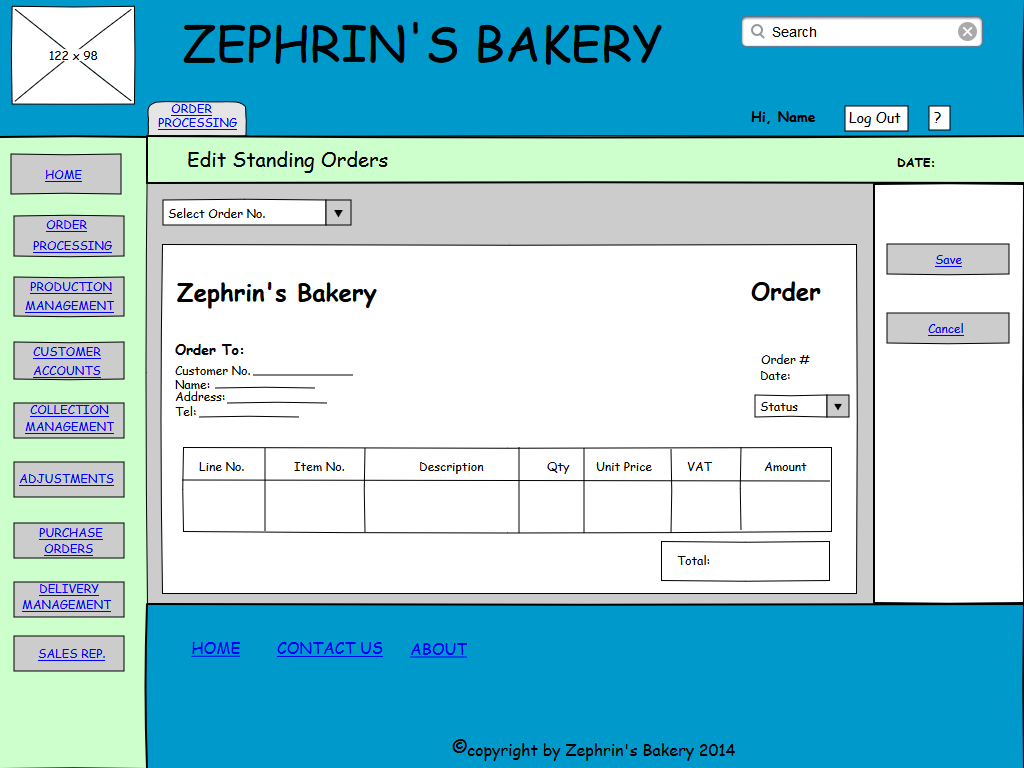 122 x 98
ZEPHRIN'S BAKERY
Search
ORDER
PROCESSING
Hi, Name
Log Out
?
Edit Standing Orders
DATE:
HOME
ORDER
PROCESSING
PRODUCTION
MANAGEMENT
CUSTOMER
ACCOUNTS
COLLECTION
MANAGEMENT
ADJUSTMENTS
PURCHASE
ORDERS
DELIVERY
MANAGEMENT
SALES REP.
Select Order No.
Zephrin's Bakery
Order
Order To:
Customer No.
Name:
Address:
Tel:
Order #
Date:
Status
Line No. Item No. Description Qty Unit Price VAT Amount
Total:
Save
Cancel
HOME CONTACT US ABOUT
©copyright by Zephrin's Bakery 2014